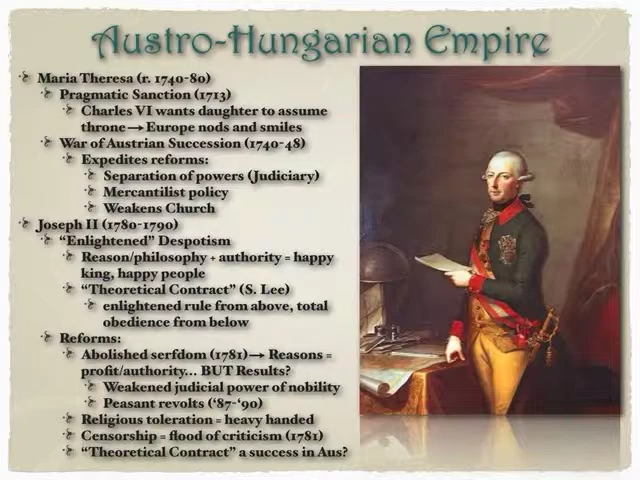 Austro-Hungarian Empire
Maria Theresa (r. 1740-80)
Pragmatic Sanction (1713)
Charles VI wants daughter to assume
throne → Europe nods and smiles
War of Austrian Succession (1740-48)
Expedites reforms:
Separation of powers (Judiciary)
Mercantilist policy
Weakens Church
Joseph II (1780-1790)
“Enlightened” Despotism
Reason/philosophy + authority = happy
king, happy people
“Theoretical Contract” (S. Lee)
enlightened rule from above, total
obedience from below
Reforms:
Abolished serfdom (1781)→ Reasons =
profit/authority... BUT Results?
Weakened judicial power of nobility
Peasant revolts (‘87-‘90)
Religious toleration = heavy handed
Censorship = flood of criticism (1781)
“Theoretical Contract” a success in Aus?